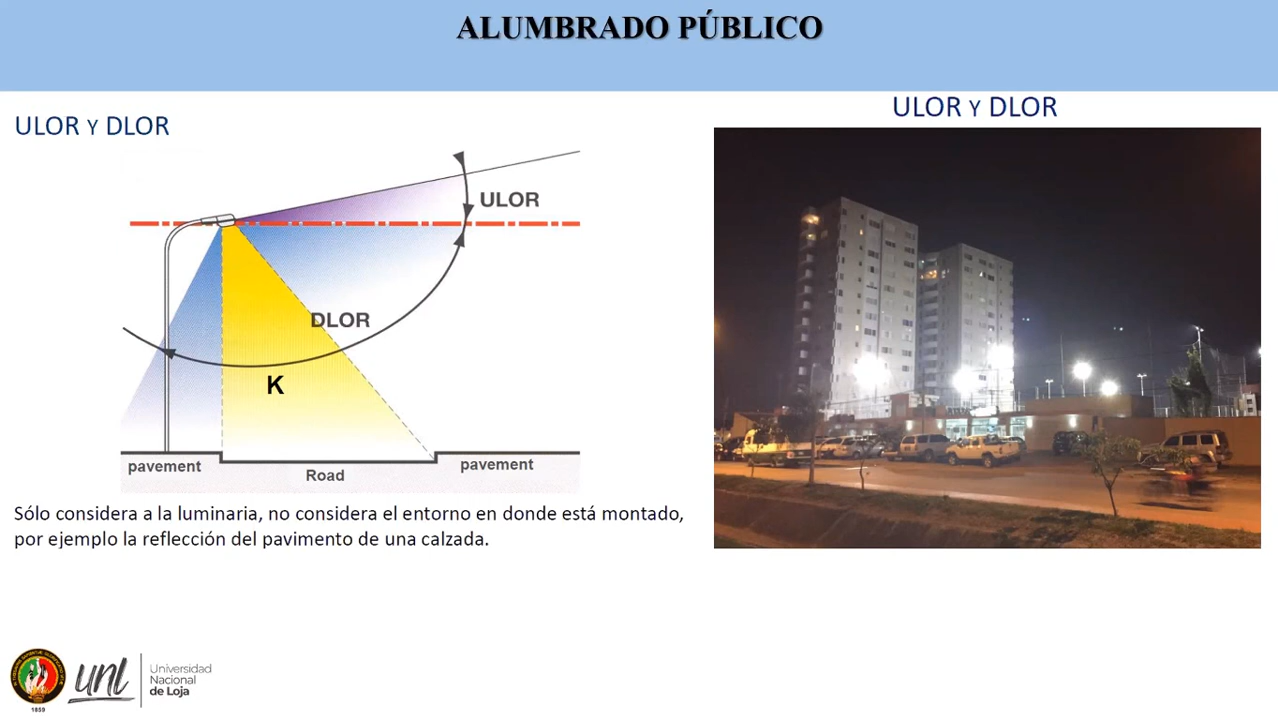 ALUMBRADO PÚBLICO
ULOR Y DLOR
ULOR
DLOR
K
pavement
Road
pavement
Sólo considera a la luminaria, no considera el entorno en donde está montado,
por ejemplo la reflección del pavimento de una calzada.
ULOR Y DLOR
1859
unl
Universidad
Nacional
de Loja